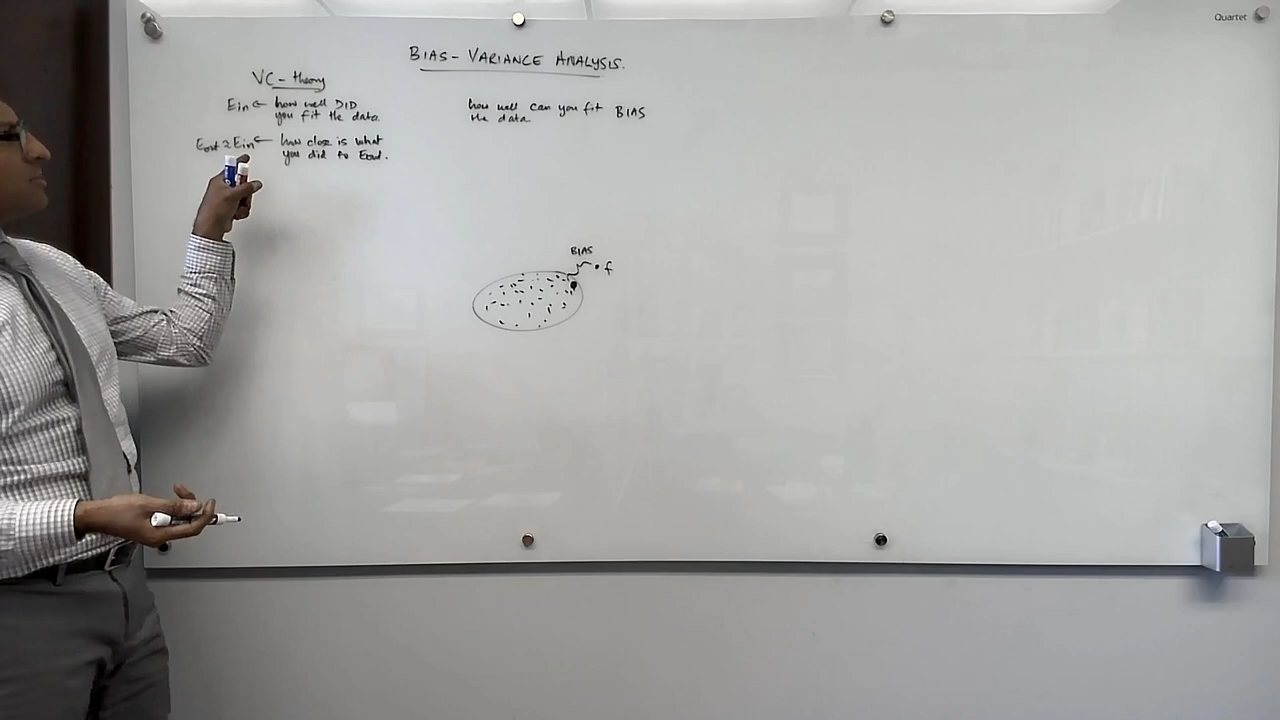 Quartet
BIAS - VARIANCE ANALYSIS.
VC - theory
Ein ← how well DID
you fit the data
Eout ≈ Ein ← how close is what
you did to Eout.
how well can you fit BIAS
the data
BIAS
f